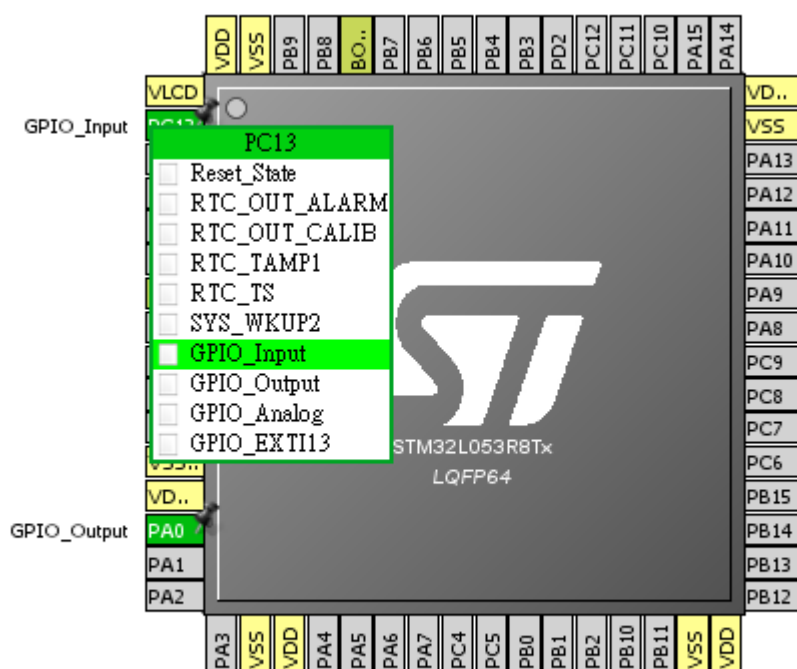 VDD
VSS
PB9
PB8
BO..
PB7
PB6
PB5
PB4
PB3
PD2
PC12
PC11
PC10
PA15
PA14
VLCD
GPIO_Input
PC13
PC13
Reset_State
RTC_OUT_ALARM
RTC_OUT_CALIB
RTC_TAMP1
RTC_TS
SYS_WKUP2
GPIO_Input
GPIO_Output
GPIO_Analog
GPIO_EXTI13
VSS..
VD..
GPIO_Output
PA0
PA1
PA2
STM32L053R8Tx
LQFP64
VD..
VSS
PA13
PA12
PA11
PA10
PA9
PA8
PC9
PC8
PC7
PC6
PB15
PB14
PB13
PB12
PA3
VSS
VDD
PA4
PA5
PA6
PA7
PC4
PC5
PB0
PB1
PB2
PB10
PB11
VSS
VDD